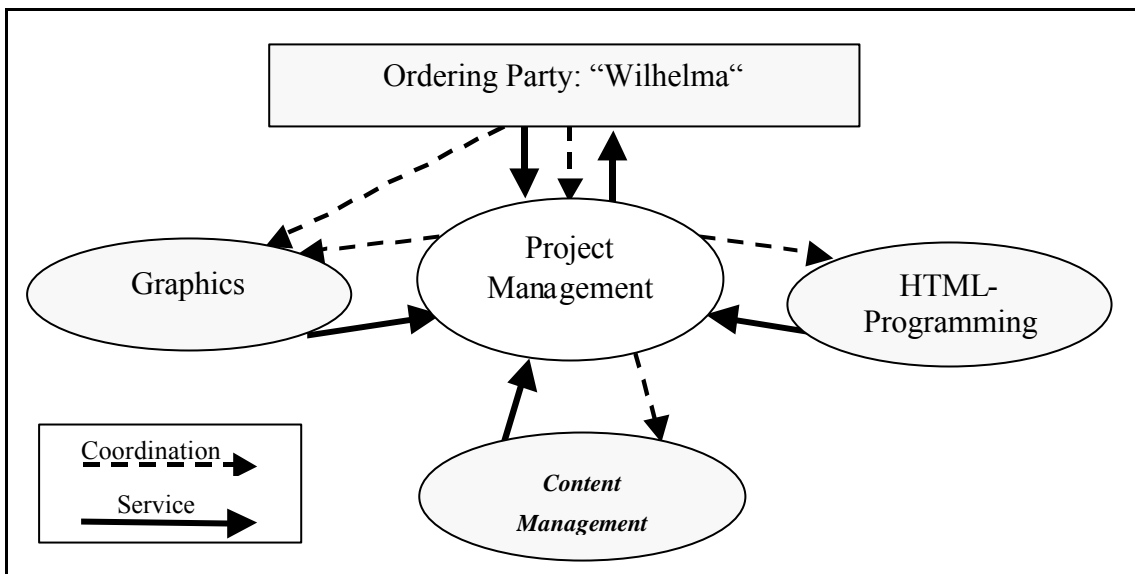 Ordering Party: “Wilhelma“
Project
Management
Graphics
HTML-
Programming
Coordination
Service
Content
Management